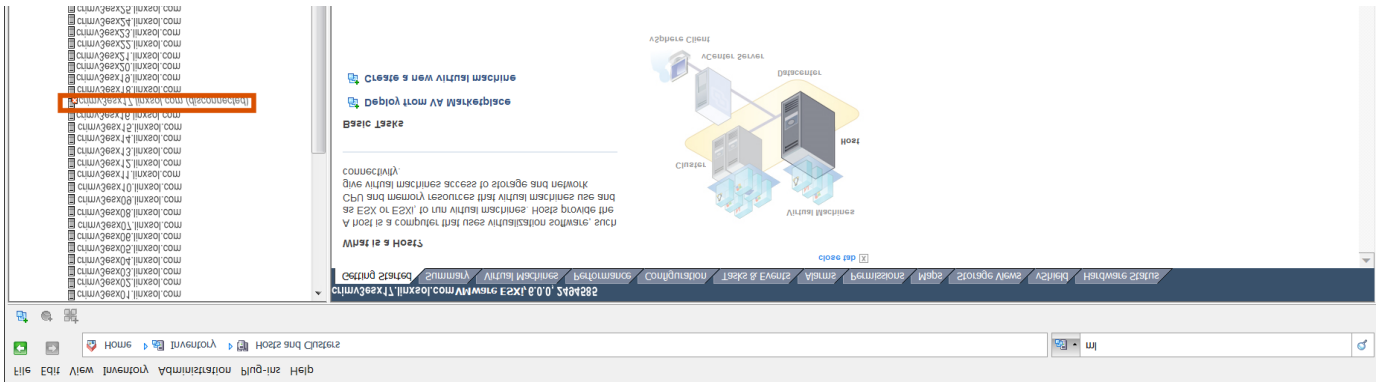 File Edit View Inventory Administration Plug-ins Help
Home Inventory Hosts and Clusters
ml
crimv3esx01.linxsol.com
crimv3esx02.linxsol.com
crimv3esx03.linxsol.com
crimv3esx04.linxsol.com
crimv3esx05.linxsol.com
crimv3esx06.linxsol.com
crimv3esx07.linxsol.com
crimv3esx08.linxsol.com
crimv3esx09.linxsol.com
crimv3esx10.linxsol.com
crimv3esx11.linxsol.com
crimv3esx12.linxsol.com
crimv3esx13.linxsol.com
crimv3esx14.linxsol.com
crimv3esx15.linxsol.com
crimv3esx16.linxsol.com
crimv3esx17.linxsol.com (disconnected)
crimv3esx18.linxsol.com
crimv3esx19.linxsol.com
crimv3esx20.linxsol.com
crimv3esx21.linxsol.com
crimv3esx22.linxsol.com
crimv3esx23.linxsol.com
crimv3esx24.linxsol.com
crimv3esx25.linxsol.com
crimv3esx17.linxsol.com VMware ESXi, 6.0.0, 2494585
Getting Started Summary Virtual Machines Performance Configuration Tasks & Events Alarms Permissions Maps Storage Views vShield Hardware Status
close tab
What is a Host?
A host is a computer that uses virtualization software, such
as ESX or ESXi, to run virtual machines. Hosts provide the
CPU and memory resources that virtual machines use and
give virtual machines access to storage and network
connectivity.
Basic Tasks
Deploy from VA Marketplace
Create a new virtual machine
Virtual Machines
Cluster
Host
Datacenter
vCenter Server
vSphere Client